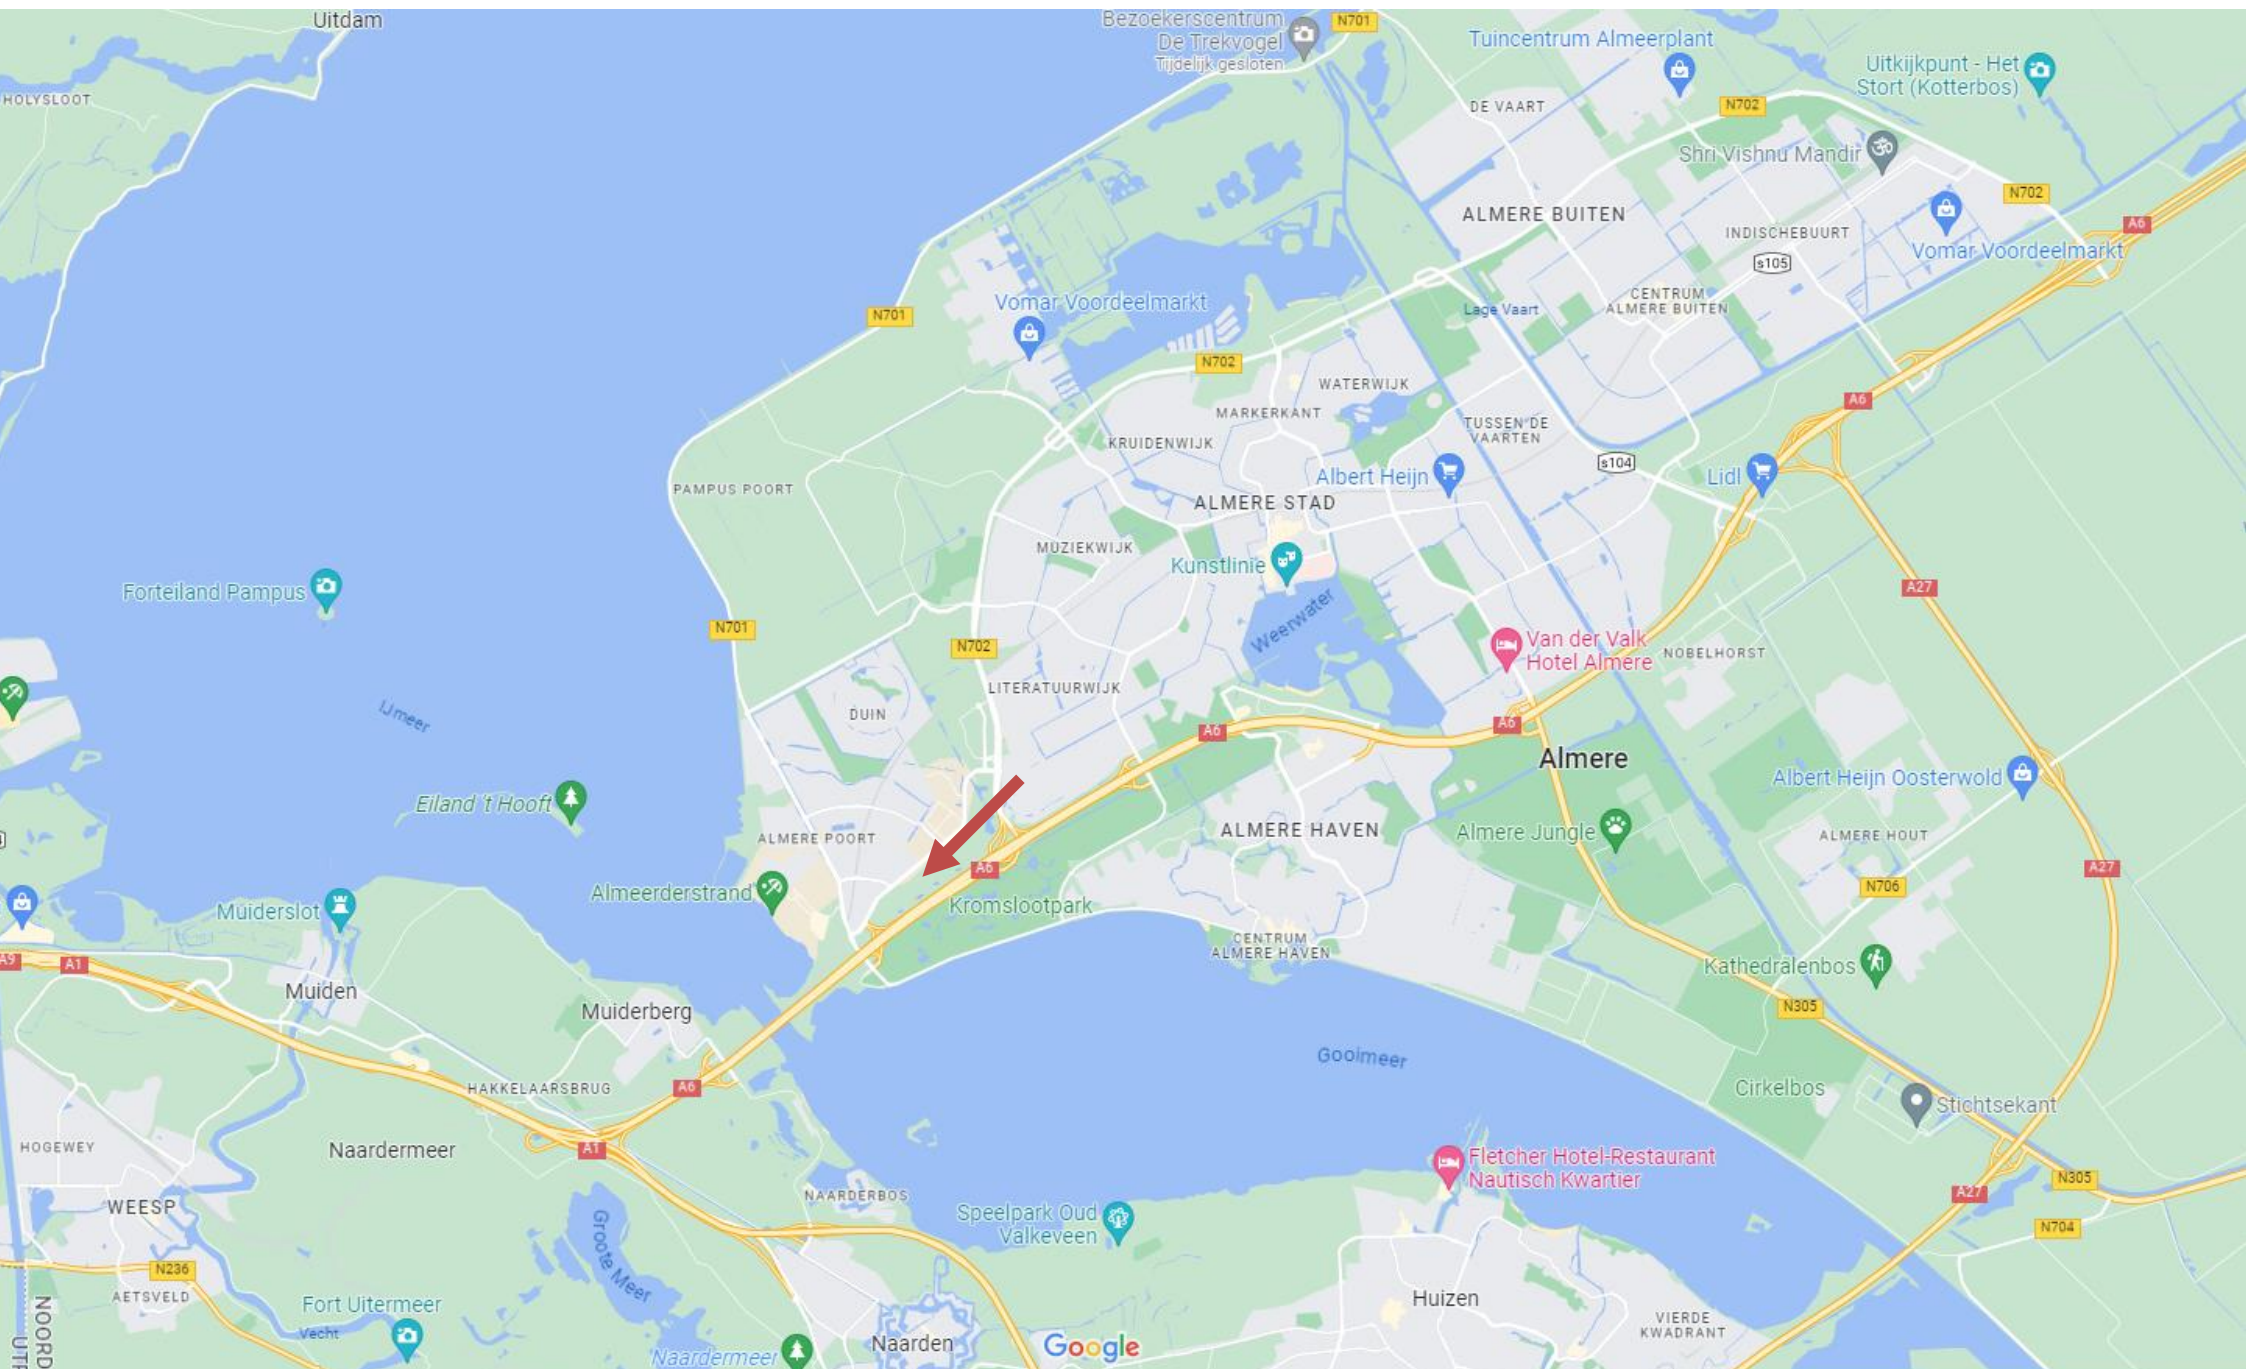 Uitdam
Bezoekerscentrum
De Trekvogel
Tijdelijk gesloten
N701
Tuincentrum Almeerplant
Uitkijkpunt - Het
Stort (Kotterbos)
HOLYSLOOT
DE VAART
N702
Shri Vishnu Mandir
N702
ALMERE BUITEN
INDISCHEBUURT
A6
Vomar Voordeelmarkt
s105
CENTRUM
ALMERE BUITEN
Vomar Voordeelmarkt
Lage Vaart
N701
N702
WATERWIJK
A6
MARKERKANT
TUSSEN DE
VAARTEN
KRUIDENWIJK
s104
Albert Heijn
Lidl
PAMPUS POORT
ALMERE STAD
MUZIEKWIJK
Kunstlinie
Forteiland Pampus
A27
Weerwater
N701
N702
Van der Valk
Hotel Almere
NOBELHORST
LITERATUURWIJK
IJmeer
DUIN
A6
A6
Almere
Albert Heijn Oosterwold
Eiland 't Hooft
ALMERE POORT
ALMERE HAVEN
Almere Jungle
ALMERE HOUT
A6
A27
N706
Almeerderstrand
Kromslootpark
Muiderslot
CENTRUM
ALMERE HAVEN
A9
A1
Kathedralenbos
Muiden
Muiderberg
N305
Gooimeer
HAKKELAARSBRUG
A6
Cirkelbos
Stichtsekant
HOGEWEY
Naardermeer
A1
Fletcher Hotel-Restaurant
Nautisch Kwartier
N305
A27
NAARDERBOS
WEESP
Speelpark Oud
Valkeveen
N704
Groote Meer
N236
AETSVELD
Fort Uitermeer
Huizen
Vecht
VIERDE
KWADRANT
NOORD
Naarden
Google
Naardermeer